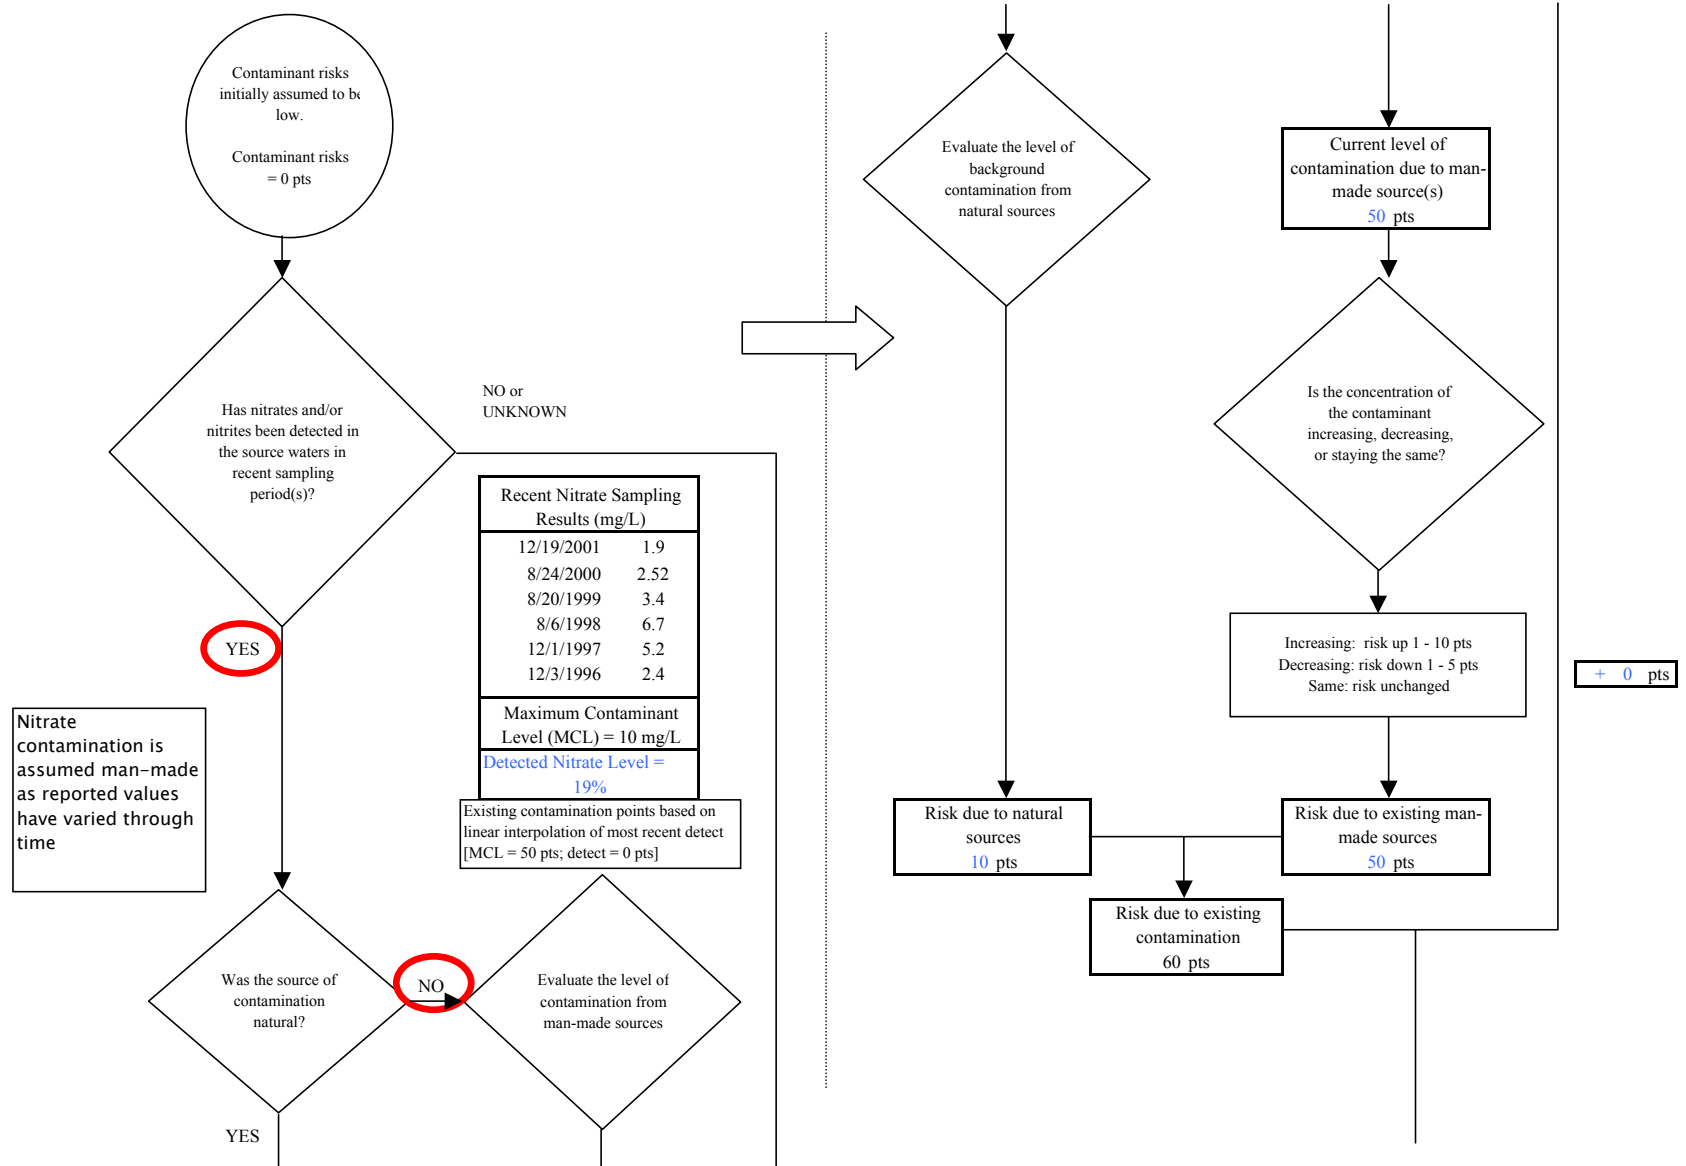 Contaminant risks
initially assumed to be
low.
Contaminant risks
= 0 pts
Has nitrates and/or
nitrites been detected in
the source waters in
recent sampling
period(s)?
NO or
UNKNOWN
YES
Recent Nitrate Sampling
Results (mg/L)
12/19/2001 1.9
8/24/2000 2.52
8/20/1999 3.4
8/6/1998 6.7
12/1/1997 5.2
12/3/1996 2.4
Maximum Contaminant
Level (MCL) = 10 mg/L
Detected Nitrate Level =
19%
Existing contamination points based on
linear interpolation of most recent detect
[MCL = 50 pts; detect = 0 pts]
Nitrate
contamination is
assumed man-made
as reported values
have varied through
time
Was the source of
contamination
natural?
NO
Evaluate the level of
contamination from
man-made sources
YES
Evaluate the level of
background
contamination from
natural sources
Current level of
contamination due to man-
made source(s)
50 pts
Is the concentration of
the contaminant
increasing, decreasing,
or staying the same?
Increasing: risk up 1 - 10 pts
Decreasing: risk down 1 - 5 pts
Same: risk unchanged
+ 0 pts
Risk due to natural
sources
10 pts
Risk due to existing man-
made sources
50 pts
Risk due to existing
contamination
60 pts